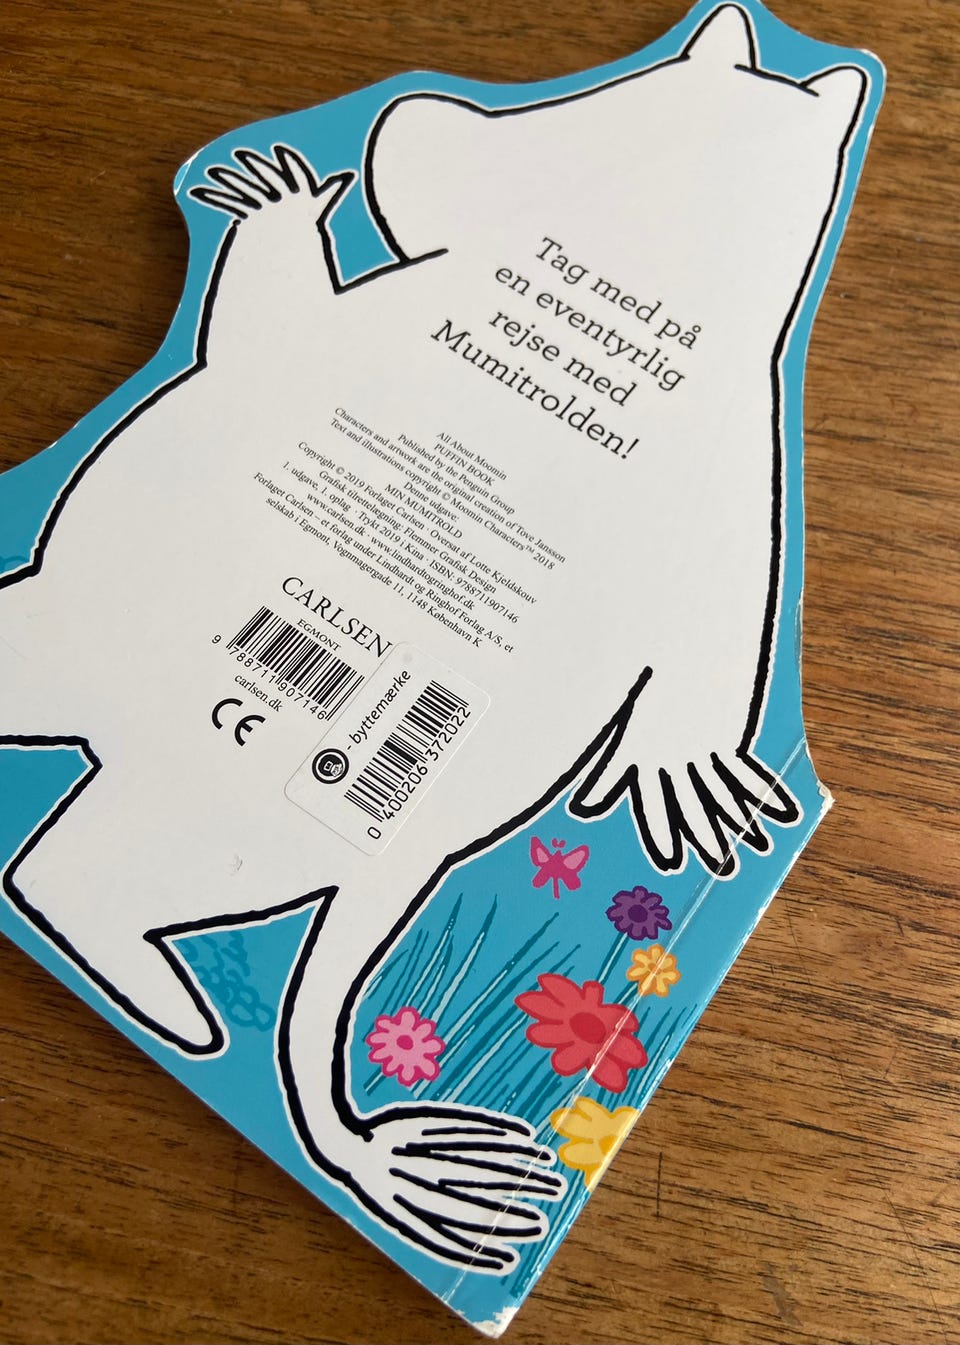 Tag med på
en eventyrlig
rejse med
Mumitrolden!
All About Moomin
PUFFIN BOOK
Published by the Penguin Group
Characters and artwork are the original creation of Tove Jansson
Text and illustrations copyright © Moomin Characters™ 2018
Denne udgave:
MIN MUMITROLD
Copyright © 2019 Forlaget Carlsen · Oversat af Lotte Kjeldskouv
Grafisk tilrettelægning: Flemmer Grafisk Design
1. udgave, 1. oplag · Trykt 2019 i Kina · ISBN: 9788711907146
www.carlsen.dk · www.lindhardtogringhof.dk
Forlaget Carlsen – et forlag under Lindhardt og Ringhof Forlag A/S, et
selskab i Egmont, Vognmagergade 11, 1148 København K
CARLSEN
EGMONT
9 788711 907146
carlsen.dk
CE
- byttemærke
0 400206 372022